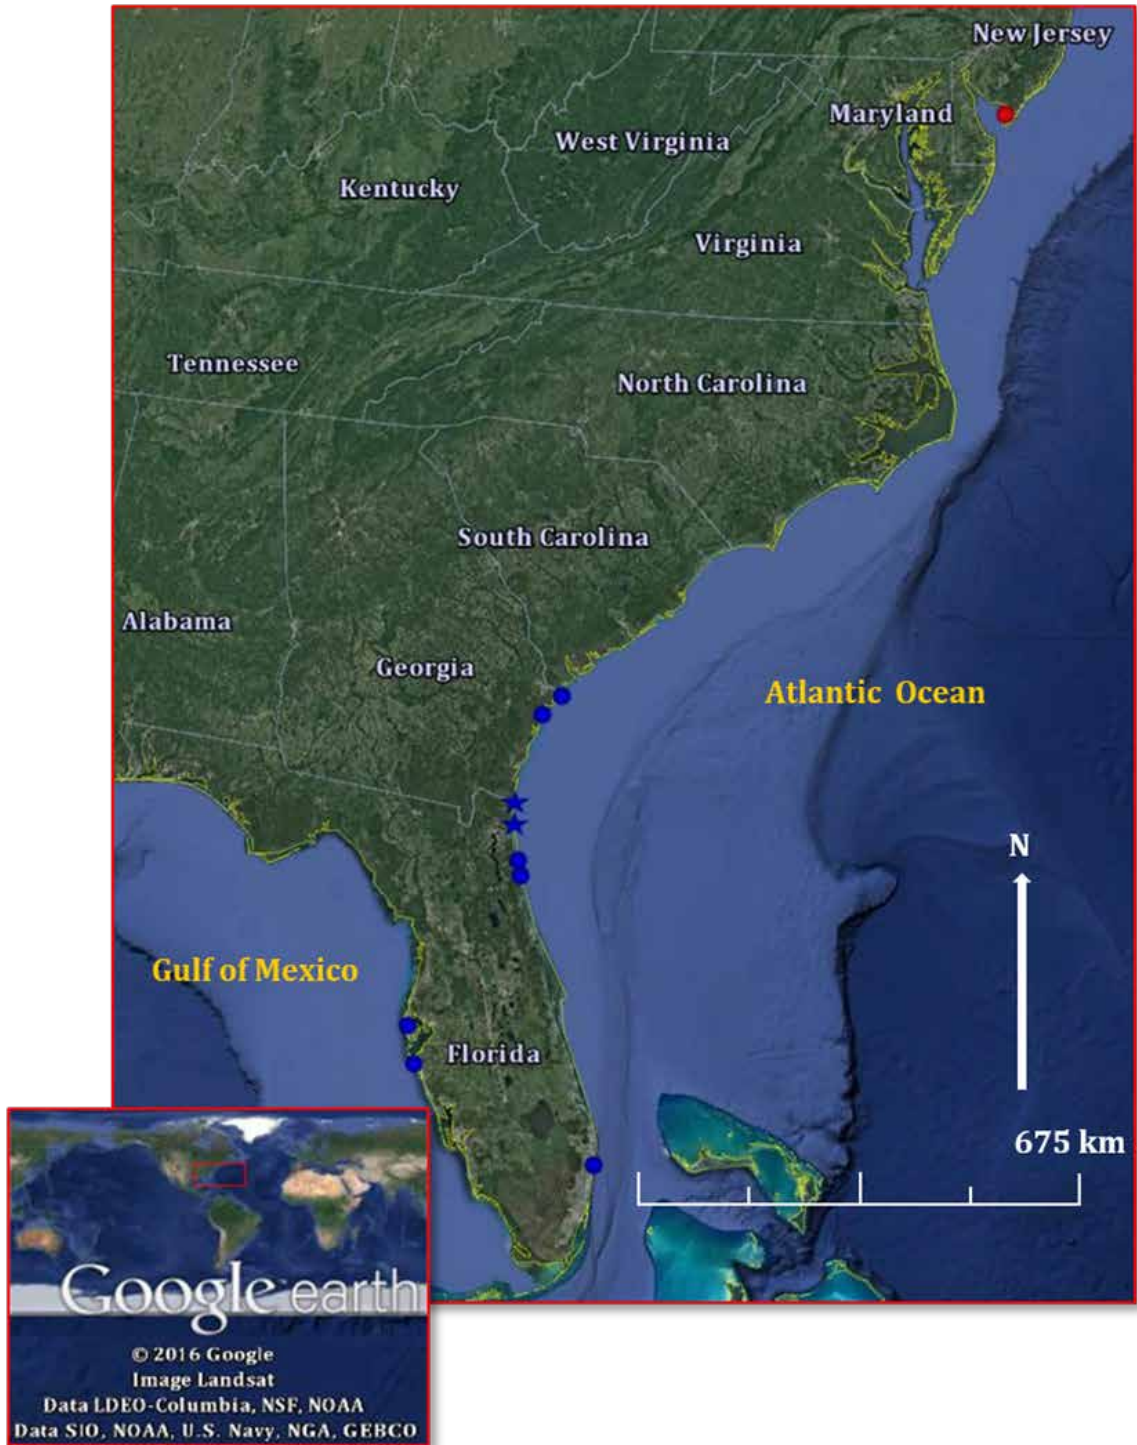 New Jersey
Maryland
West Virginia
Kentucky
Virginia
Tennessee
North Carolina
South Carolina
Alabama
Georgia
Atlantic Ocean
N
Gulf of Mexico
Florida
675 km
Google earth
© 2016 Google
Image Landsat
Data LDEO-Columbia, NSF, NOAA
Data SIO, NOAA, U.S. Navy, NGA, GEBCO